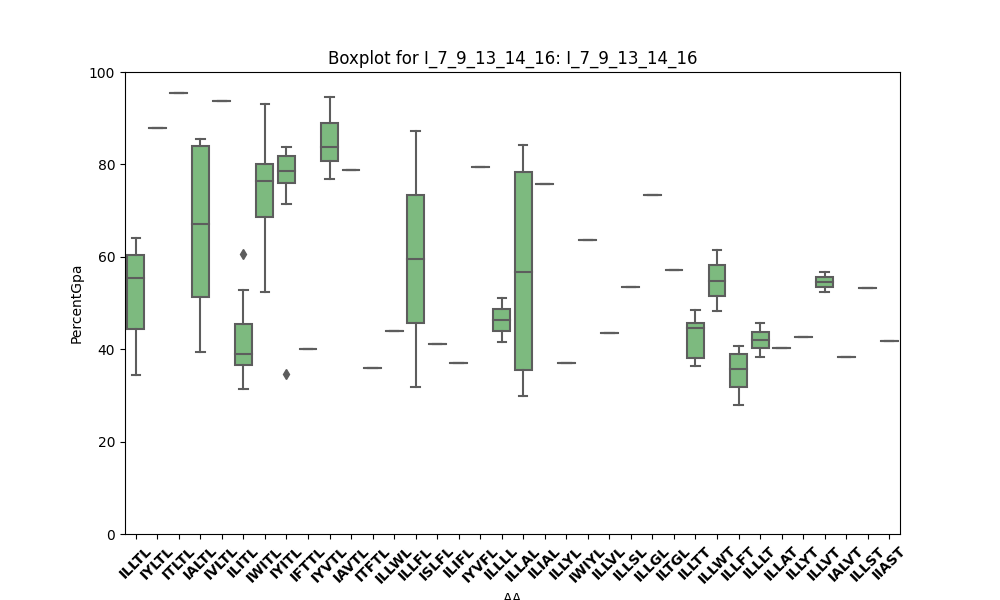 Boxplot for I_7_9_13_14_16: I_7_9_13_14_16
PercentGpa
100
80
60
40
20
0
ILLTL
IYLTL
ITLTL
IALTL
IVLTL
ILITL
IWITL
IYITL
IFTTL
IYVTL
IAVTL
ITFTL
ILLWL
ILLFL
ISLFL
ILIFL
IYVFL
ILLLL
ILLAL
ILIAL
ILLYL
IWIYL
ILLVL
ILLSL
ILLGL
ILTGL
ILLTT
ILLWT
ILLFT
ILLLT
ILLAT
ILLYT
ILLVT
IALVT
ILLST
IIAST
AA